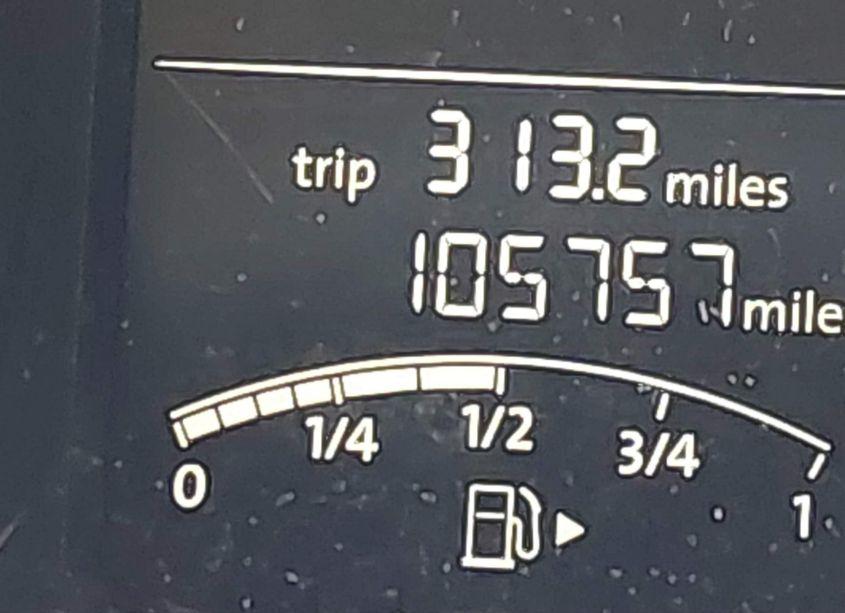 trip 313.2 miles
105757 mile
0 1/4 1/2 3/4 1